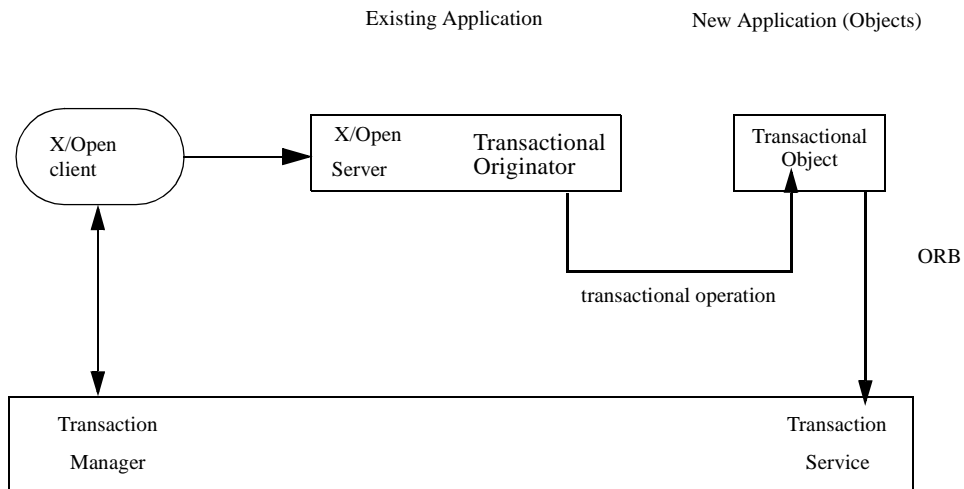 Existing Application
New Application (Objects)
X/Open
client
X/Open
Server
Transactional
Originator
Transactional
Object
ORB
transactional operation
Transaction
Manager
Transaction
Service